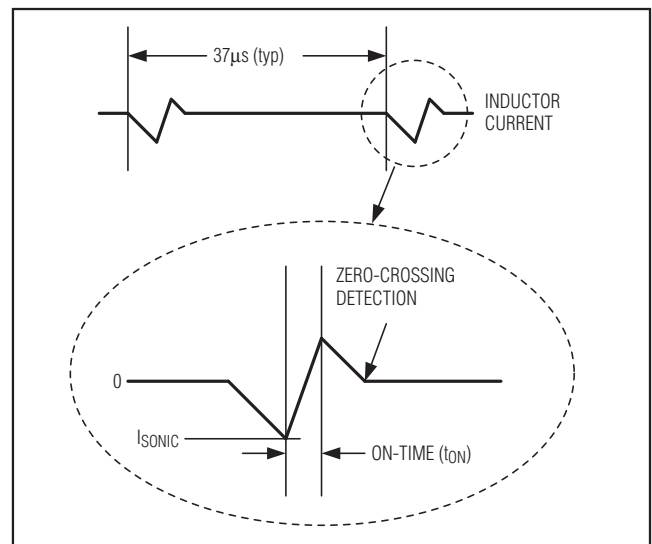 37μs (typ)
INDUCTOR
CURRENT
ZERO-CROSSING
DETECTION
0
ISONIC
ON-TIME (tON)